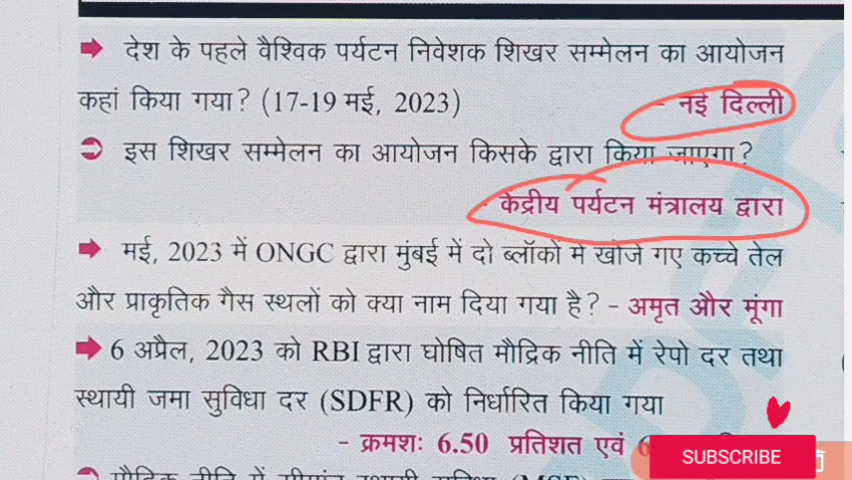 देश के पहले वैश्विक पर्यटन निवेशक शिखर सम्मेलन का आयोजन
कहां किया गया? (17-19 मई, 2023) - नई दिल्ली
इस शिखर सम्मेलन का आयोजन किसके द्वारा किया जाएगा?
- केंद्रीय पर्यटन मंत्रालय द्वारा
मई, 2023 में ONGC द्वारा मुंबई में दो ब्लॉकों में खोजे गए कच्चे तेल
और प्राकृतिक गैस स्थलों को क्या नाम दिया गया है? - अमृत और मूंगा
6 अप्रैल, 2023 को RBI द्वारा घोषित मौद्रिक नीति में रेपो दर तथा
स्थायी जमा सुविधा दर (SDFR) को निर्धारित किया गया
- क्रमशः 6.50 प्रतिशत एवं 6
SUBSCRIBE
मौद्रिक नीति में